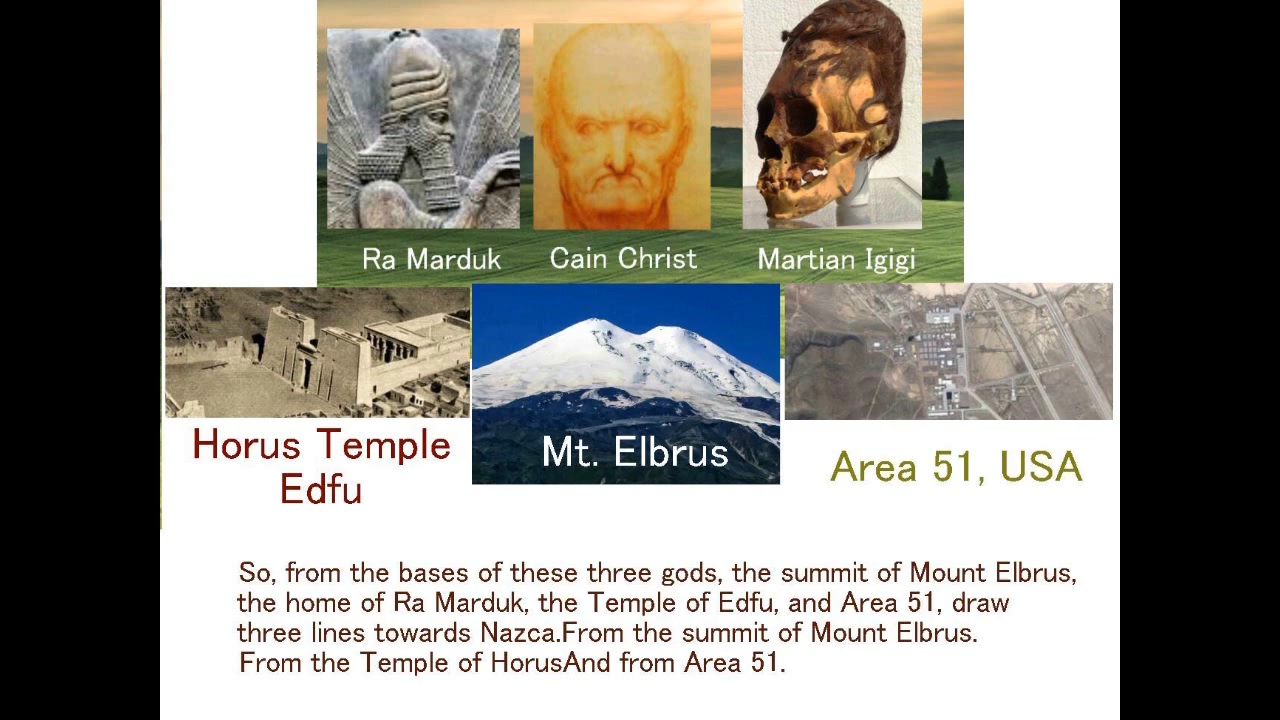 Ra Marduk
Cain Christ
Martian Igigi
Horus Temple
Edfu
Mt. Elbrus
Area 51, USA
So, from the bases of these three gods, the summit of Mount Elbrus,
the home of Ra Marduk, the Temple of Edfu, and Area 51, draw
three lines towards Nazca.From the summit of Mount Elbrus.
From the Temple of HorusAnd from Area 51.